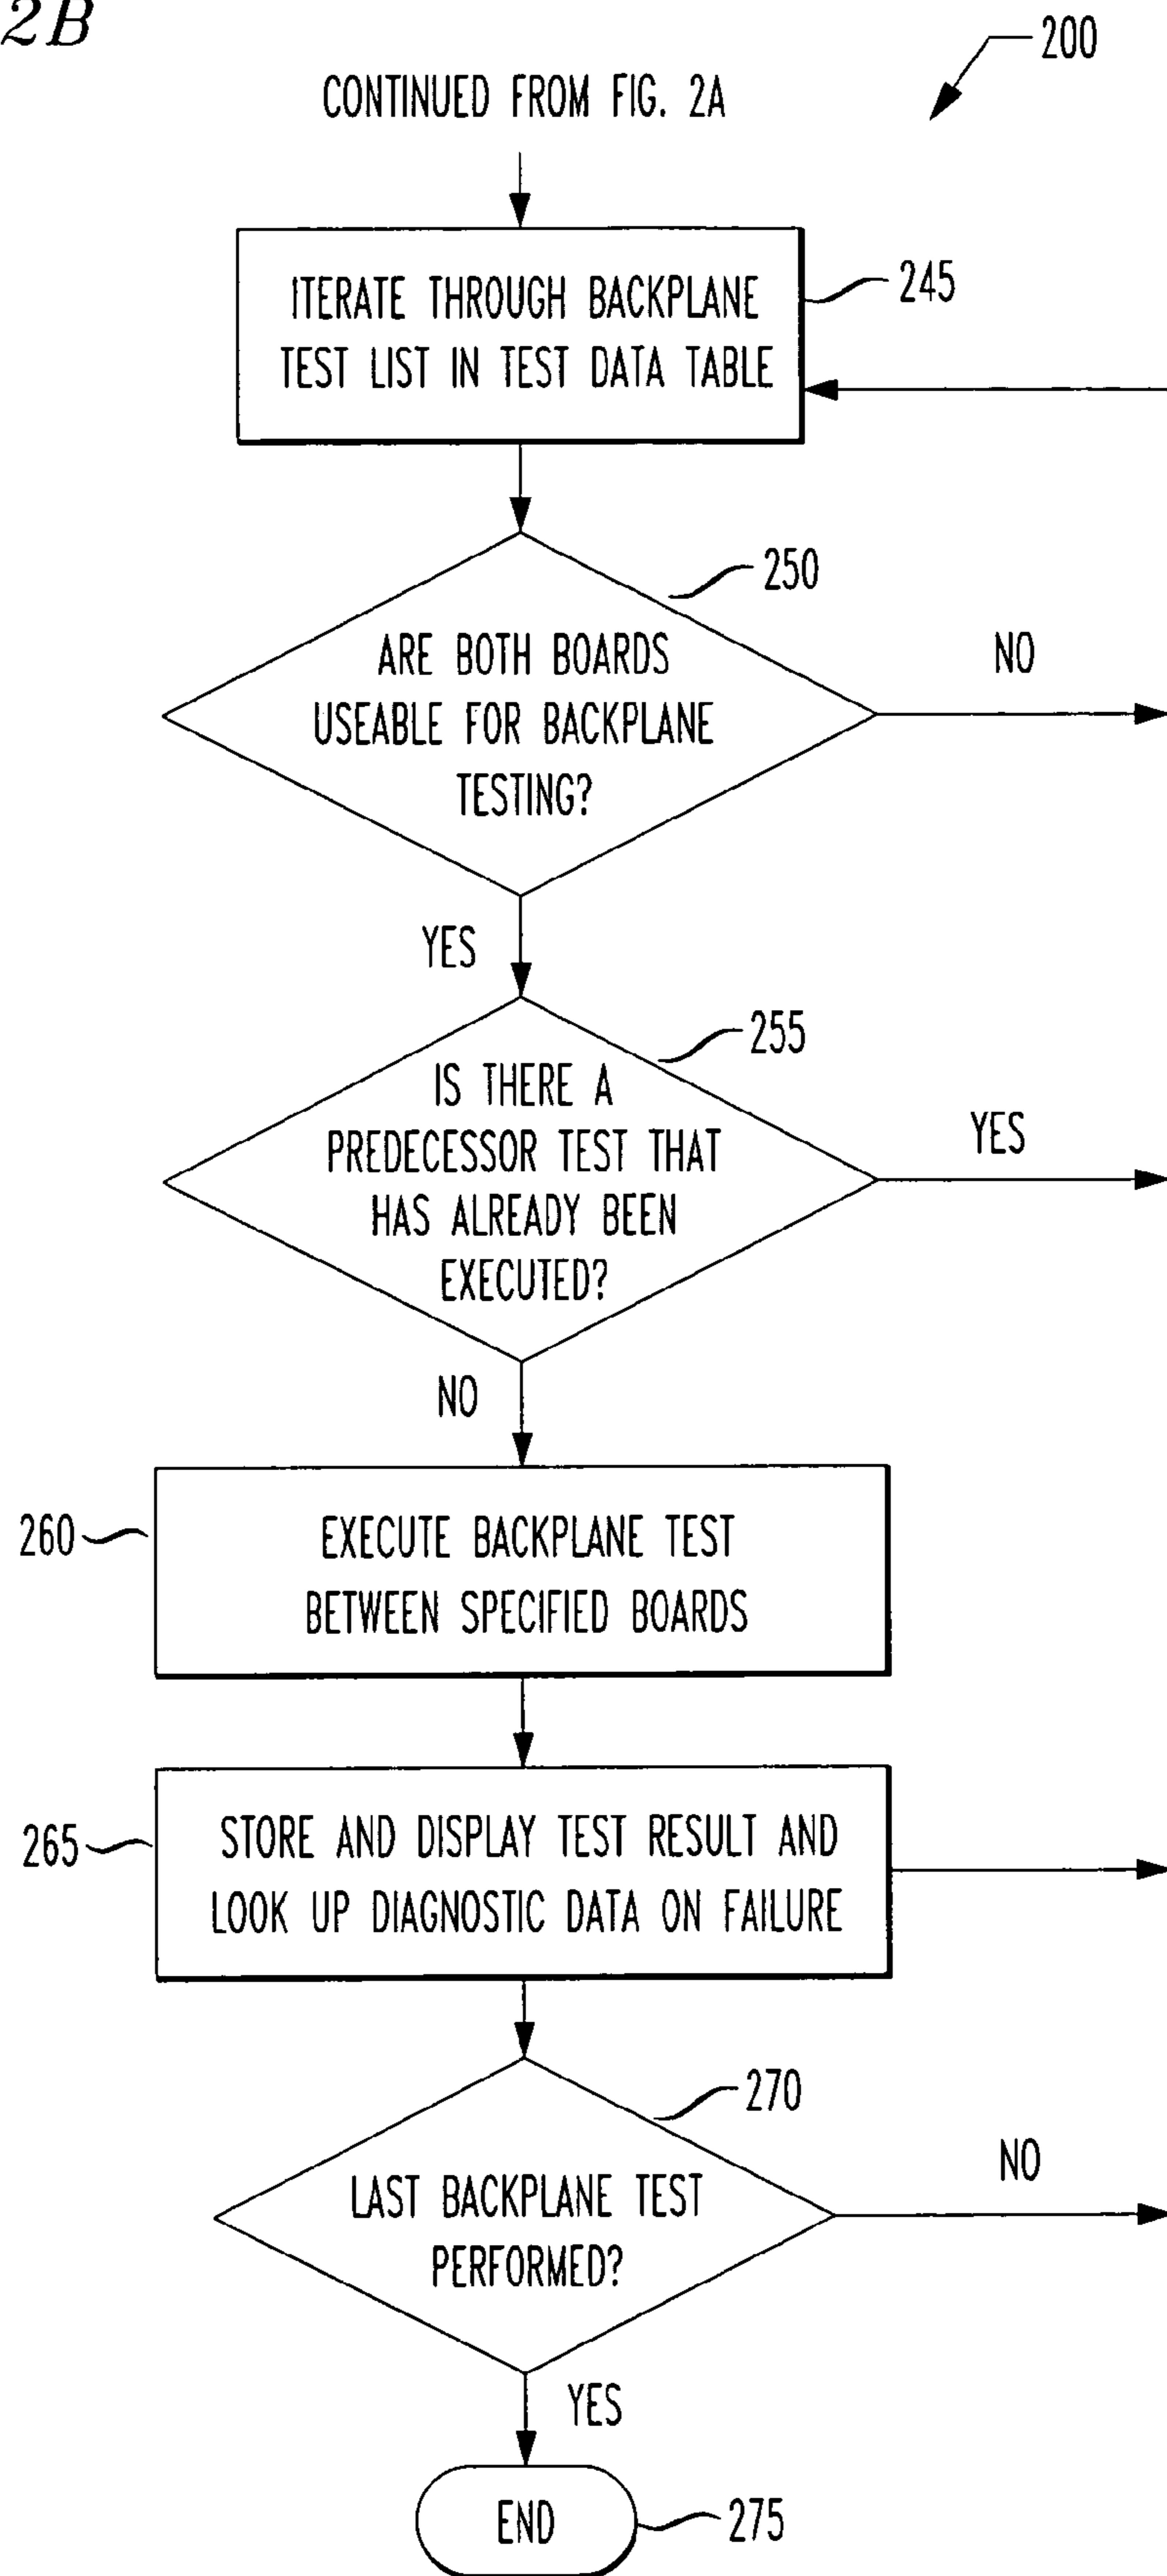 2B
200
CONTINUED FROM FIG. 2A
ITERATE THROUGH BACKPLANE
TEST LIST IN TEST DATA TABLE
245
250
ARE BOTH BOARDS
USEABLE FOR BACKPLANE
TESTING?
NO
YES
255
IS THERE A
PREDECESSOR TEST THAT
HAS ALREADY BEEN
EXECUTED?
YES
NO
260
EXECUTE BACKPLANE TEST
BETWEEN SPECIFIED BOARDS
265
STORE AND DISPLAY TEST RESULT AND
LOOK UP DIAGNOSTIC DATA ON FAILURE
270
LAST BACKPLANE TEST
PERFORMED?
NO
YES
END
275